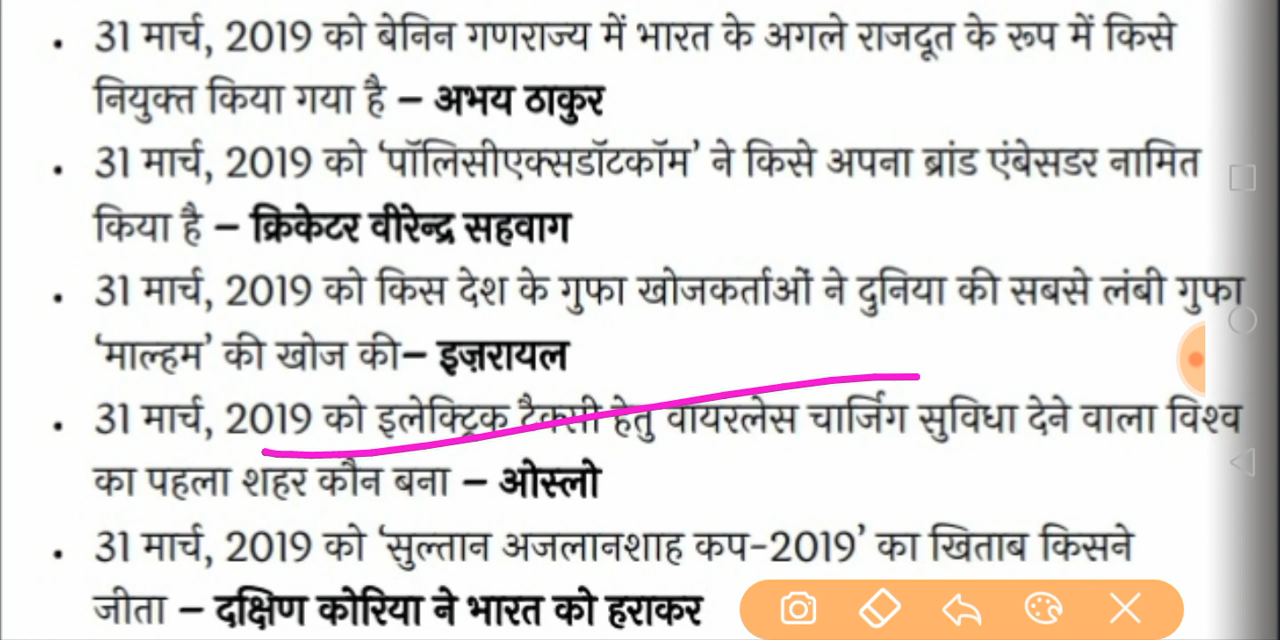 • 31 मार्च, 2019 को बेनिन गणराज्य में भारत के अगले राजदूत के रूप में किसे
नियुक्त किया गया है – अभय ठाकुर
• 31 मार्च, 2019 को ‘पॉलिसीएक्सडॉटकॉम’ ने किसे अपना ब्रांड एंबेसडर नामित
किया है – क्रिकेटर वीरेन्द्र सहवाग
• 31 मार्च, 2019 को किस देश के गुफा खोजकर्ताओं ने दुनिया की सबसे लंबी गुफा
‘माल्हम’ की खोज की– इज़रायल
• 31 मार्च, 2019 को इलेक्ट्रिक टैक्सी हेतु वायरलेस चार्जिंग सुविधा देने वाला विश्व
का पहला शहर कौन बना – ओस्लो
• 31 मार्च, 2019 को ‘सुल्तान अजलानशाह कप-2019’ का खिताब किसने
जीता – दक्षिण कोरिया ने भारत को हराकर